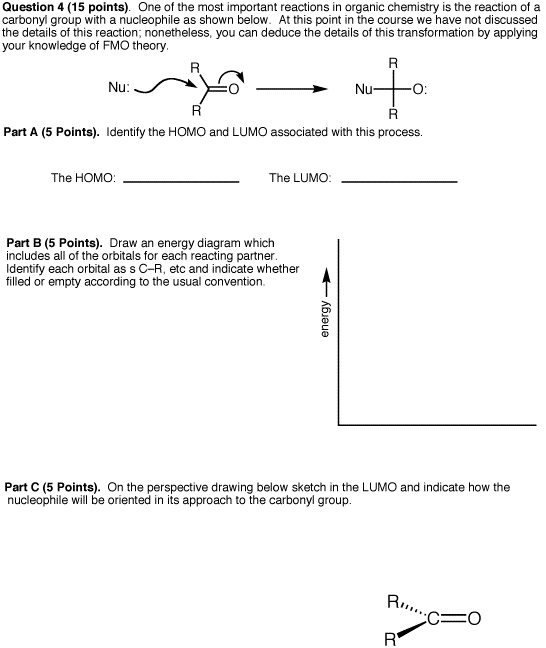 Question 4 (15 points). One of the most important reactions in organic chemistry is the reaction of a
carbonyl group with a nucleophile as shown below. At this point in the course we have not discussed
the details of this reaction; nonetheless, you can deduce the details of this transformation by applying
your knowledge of FMO theory.
Nu: R R O Nu R R O:
Part A (5 Points). Identify the HOMO and LUMO associated with this process.
The HOMO: The LUMO:
Part B (5 Points). Draw an energy diagram which
includes all of the orbitals for each reacting partner.
Identify each orbital as s C–R, etc and indicate whether
filled or empty according to the usual convention.
energy
Part C (5 Points). On the perspective drawing below sketch in the LUMO and indicate how the
nucleophile will be oriented in its approach to the carbonyl group.
R
C=O
R